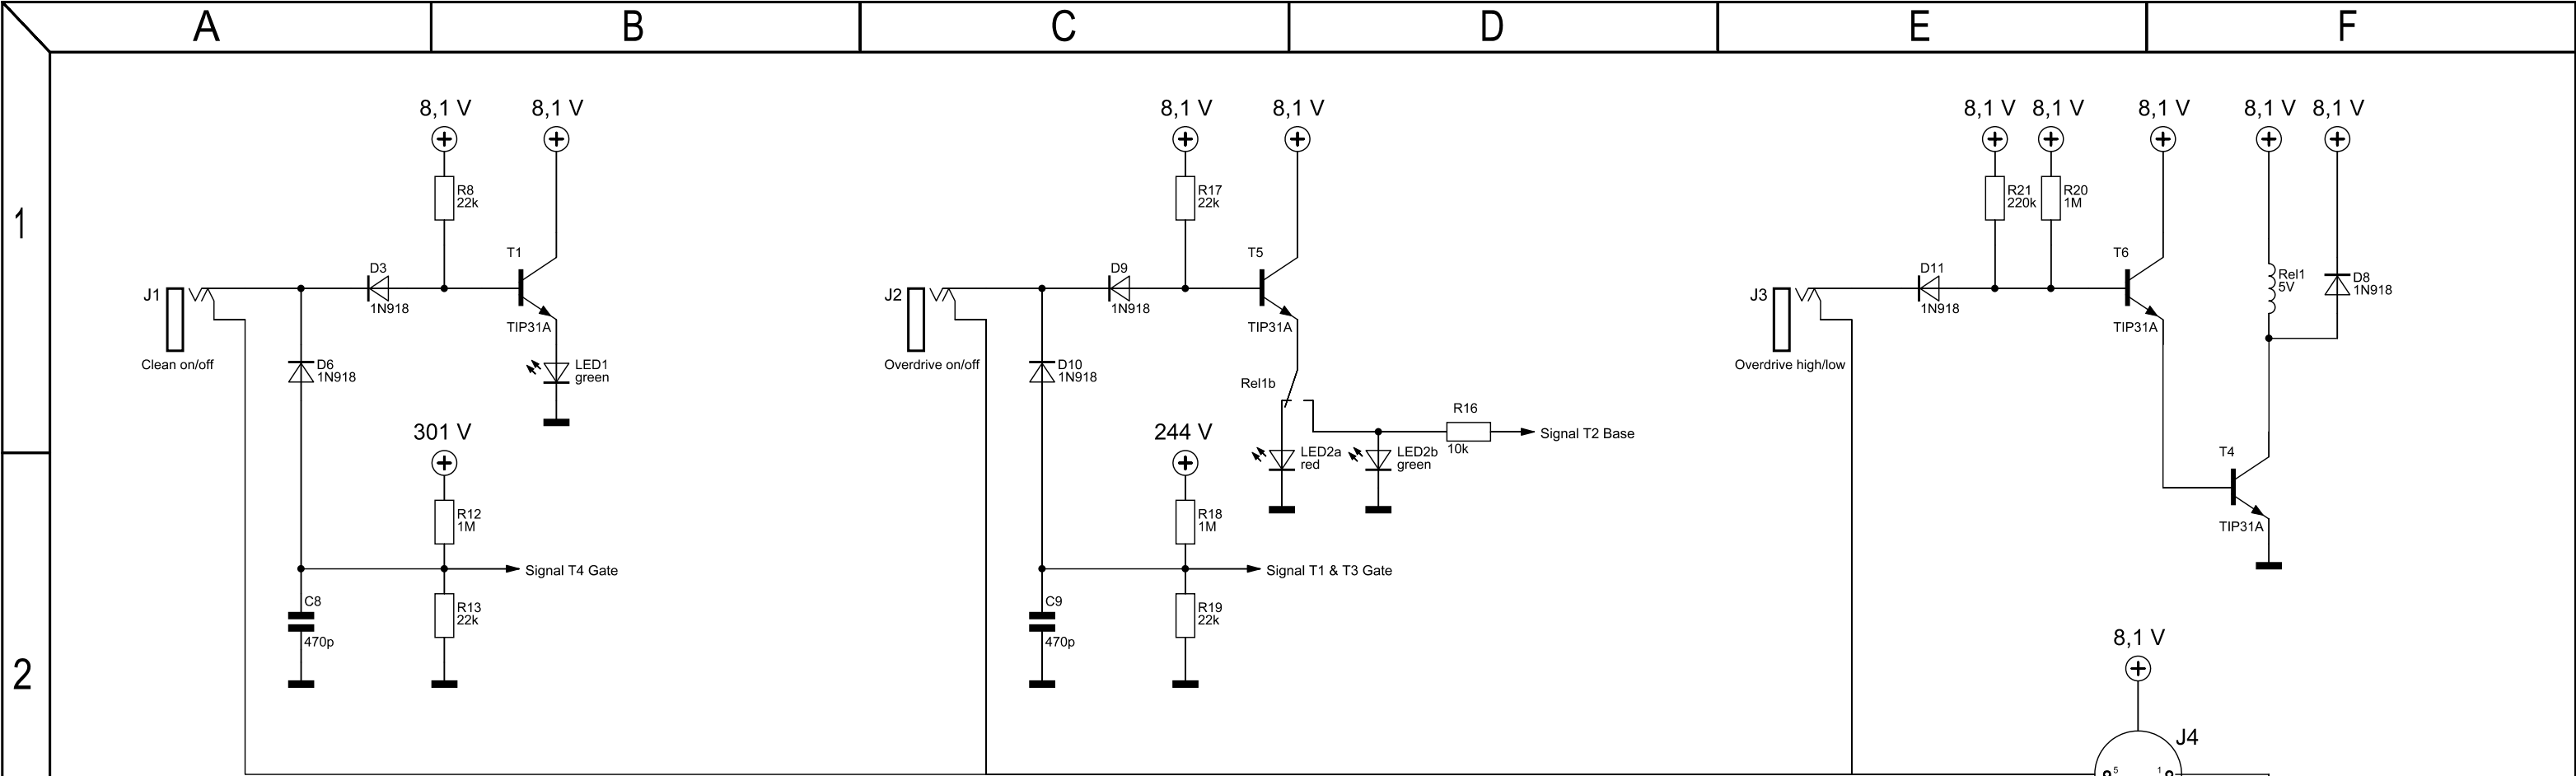 A B C D E F
1
2
8,1 V 8,1 V
R8
22k
T1
D3
1N918
TIP31A
J1
Clean on/off
D6
1N918
LED1
green
301 V
R12
1M
Signal T4 Gate
C8
470p
R13
22k
8,1 V 8,1 V
R17
22k
T5
D9
1N918
TIP31A
J2
Overdrive on/off
D10
1N918
Rel1b
R16
10k
Signal T2 Base
LED2a
red
LED2b
green
244 V
R18
1M
Signal T1 & T3 Gate
C9
470p
R19
22k
8,1 V 8,1 V 8,1 V 8,1 V 8,1 V
R21
220k
R20
1M
T6
D11
1N918
TIP31A
J3
Overdrive high/low
Rel1
5V
D8
1N918
T4
TIP31A
8,1 V
J4
5 1